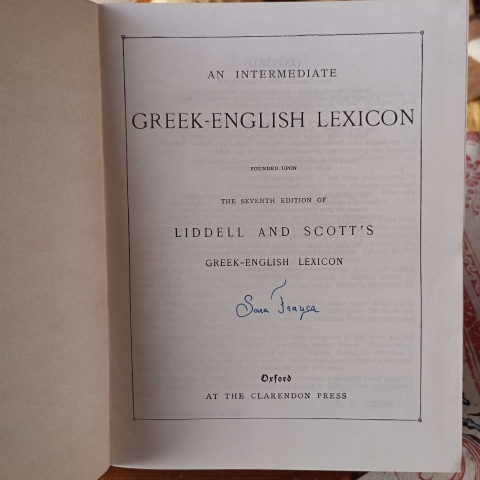 AN INTERMEDIATE
GREEK-ENGLISH LEXICON
FOUNDED UPON
THE SEVENTH EDITION OF
LIDDELL AND SCOTT'S
GREEK-ENGLISH LEXICON
Sara
Oxford
AT THE CLARENDON PRESS